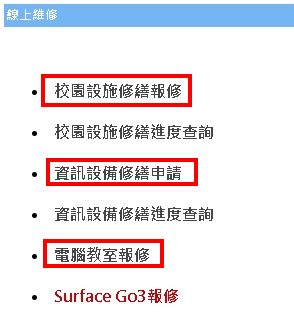 線上維修
校園設施修繕報修
校園設施修繕進度查詢
資訊設備修繕申請
資訊設備修繕進度查詢
電腦教室報修
Surface Go3報修